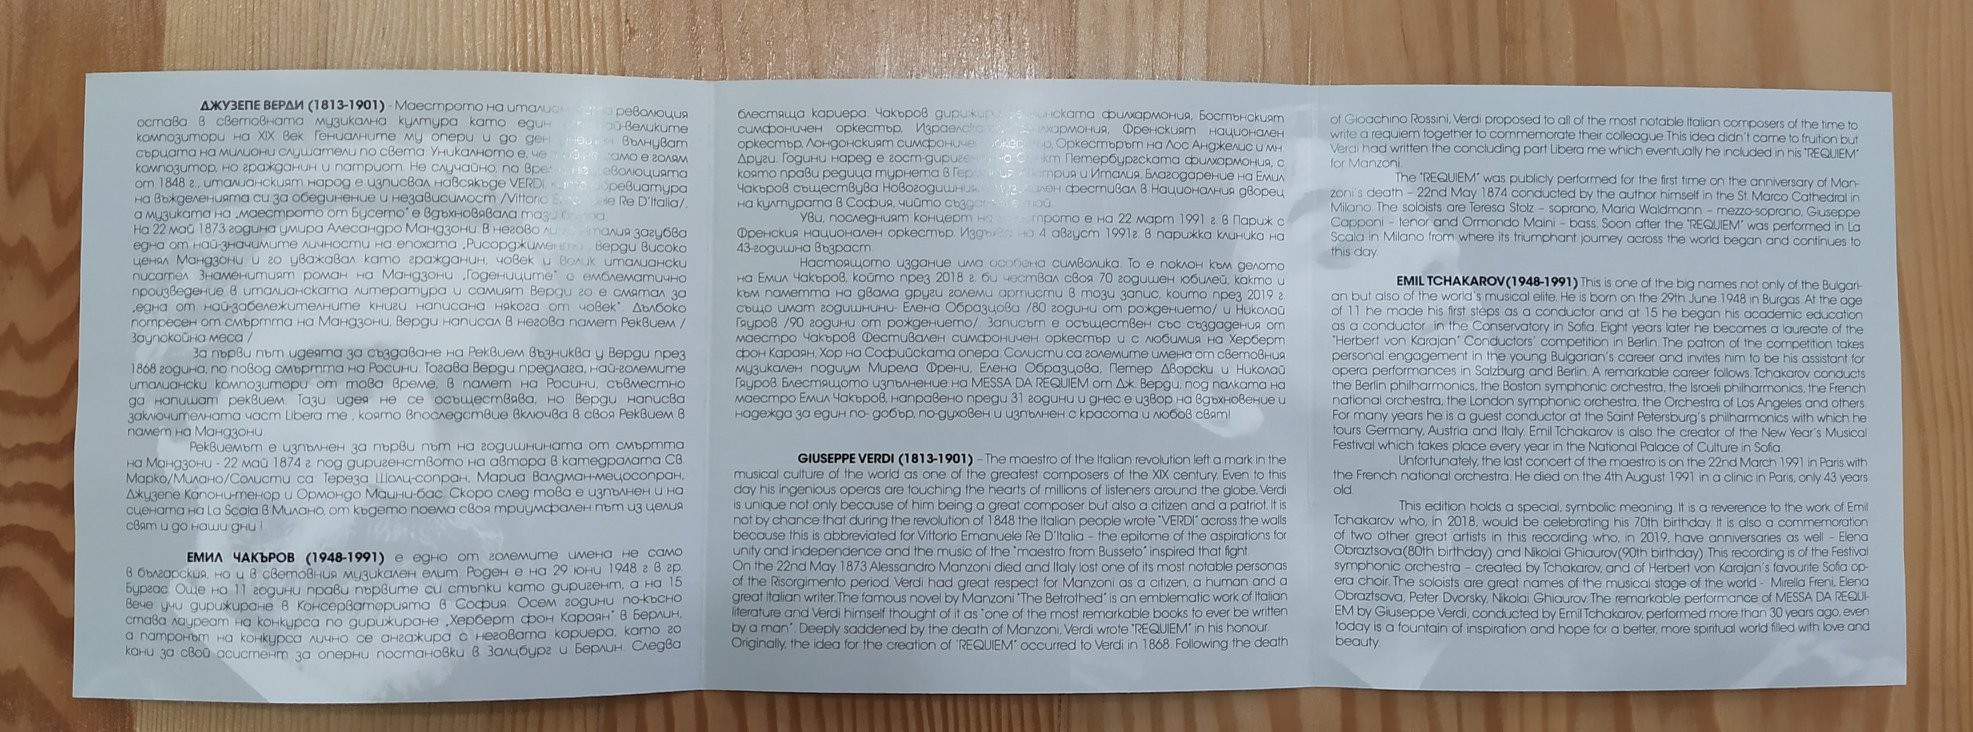 ДЖУЗЕПЕ ВЕРДИ (1813-1901) - Маестрото на революция
остава в световната музикална култура като един най-великите
композитори на XIX век. Гениалните му опери и до ден вълнуват
сърцата на милиони слушатели по света. Уникалното е, че само е голям
композитор, но гражданин и патриот. Не случайно, по революцията
от 1848 г., италианският народ е изписвал навсякъде VERDI,
на въжделенията си за обединение и независимост /Vittorio Re D'Italia/,
а музиката на „маестрото от Бусето" е вдъхновявала тази
На 22 май 1873 година умира Алесандро Мандзони. В негово загубва
една от най-значимите личности на епохата Верди високо
ценял Мандзони и го уважавал като гражданин, човек и велик италиански
писател. Знаменитият роман на Мандзони „Годениците" е емблематично
произведение в италианската литература и самият Верди го е смятал за
„една от най-забележителните книги написана някога от човек". Дълбоко
потресен от смъртта на Мандзони, Верди написал в негова памет Реквием /
Заупокойна меса /
За първи път идеята за създаване на Реквием възниква у Верди през
1868 година, по повод смъртта на Росини. Тогава Верди предлага, най-големите
италиански композитори от това време, в памет на Росини, съвместно
да напишат реквием. Тази идея не се осъществява, но Верди написва
заключителната част Libera me , която впоследствие включва в своя Реквием в
памет на Мандзони.
Реквиемът е изпълнен за първи път на годишнината от смъртта
на Мандзони - 22 май 1874 г. под диригентството на автора в катедралата Св.
Марко/Милано/Солисти са: Тереза Щолц-сопран, Мариа Валдман-мецосопран,
Джузепе Капони-тенор и Ормондо Маини-бас. Скоро след това е изпълнен и на
сцената на La Scala в Милано, от където поема своя триумфален път из целия
свят и до наши дни !
ЕМИЛ ЧАКЪРОВ (1948-1991) е едно от големите имена не само
в българския, но и в световния музикален елит. Роден е на 29 юни 1948 г. в гр.
Бургас. Още на 11 години прави първите си стъпки като диригент, а на 15
вече учи дирижиране в Консерваторията в София. Осем години по-късно
става лауреат на конкурса по дирижиране „Херберт фон Караян" в Берлин,
а патронът на конкурса лично се ангажира с неговата кариера, като го
кани за свой асистент за оперни постановки в Залцбург и Берлин. Следва
блестяща кариера. Чакъров филхармония, Бостънският
симфоничен оркестър, Френският национален
оркестър, Лондонският Оркестърът на Лос Анджелис и мн.
Други. Години наред е гост-диригент Петербургската филхармония, с
която прави редица турнета в и Италия. Благодарение на Емил
Чакъров съществува Новогодишния фестивал в Националния дворец
на културата в София, чийто той.
Уви, последният концерт на е на 22 март 1991 г. в Париж с
Френския национален оркестър. на 4 август 1991г. в парижка клиника на
43-годишна възраст.
Настоящото издание има особена символика. То е поклон към делото
на Емил Чакъров, който през 2018 г. би чествал своя 70 годишен юбилей, както и
към паметта на двама други големи артисти в този запис, които през 2019 г.
също имат годишнини- Елена Образцова /80 години от рождението/ и Николай
Гяуров /90 години от рождението/. Записът е осъществен със създадения от
маестро Чакъров Фестивален симфоничен оркестър и с любимия на Херберт
фон Караян, Хор на Софийската опера. Солисти са големите имена от световния
музикален подиум Мирела Френи, Елена Образцова, Петер Дворски и Николай
Гяуров. Блестящото изпълнение на MESSA DA REQUIEM от Дж. Верди, под палката на
маестро Емил Чакъров, направено преди 31 години и днес е извор на вдъхновение и
надежда за един по- добър, по-духовен и изпълнен с красота и любов свят!
GIUSEPPE VERDI (1813-1901) – The maestro of the Italian revolution left a mark in the
musical culture of the world as one of the greatest composers of the XIX century. Even to this
day his ingenious operas are touching the hearts of millions of listeners around the globe. Verdi
is unique not only because of him being a great composer but also a citizen and a patriot. It is
not by chance that during the revolution of 1848 the Italian people wrote "VERDI" across the walls
because this is abbreviated for Vittorio Emanuele Re D'Italia – the epitome of the aspirations for
unity and independence and the music of the "maestro from Busseto" inspired that fight.
On the 22nd May 1873 Alessandro Manzoni died and Italy lost one of its most notable personas
of the Risorgimento period. Verdi had great respect for Manzoni as a citizen, a human and a
great Italian writer. The famous novel by Manzoni "The Betrothed" is an emblematic work of Italian
literature and Verdi himself thought of it as "one of the most remarkable books to ever be written
by a man". Deeply saddened by the death of Manzoni, Verdi wrote "REQUIEM" in his honour.
Originally, the idea for the creation of "REQUIEM" occurred to Verdi in 1868. Following the death
of Gioachino Rossini, Verdi proposed to all of the most notable Italian composers of the time to
write a requiem together to commemorate their colleague. This idea didn't came to fruition but
Verdi had written the concluding part Libera me which eventually he included in his "REQUIEM"
for Manzoni.
The "REQUIEM" was publicly performed for the first time on the anniversary of Man-
zoni's death – 22nd May 1874 conducted by the author himself in the St. Marco Cathedral in
Milano. The soloists are Teresa Stolz – soprano, Maria Waldmann – mezzo-soprano, Giuseppe
Capponi - tenor and Ormondo Maini – bass. Soon after the "REQUIEM" was performed in La
Scala in Milano from where its triumphant journey across the world began and continues to
this day.
EMIL TCHAKAROV(1948-1991) This is one of the big names not only of the Bulgari-
an but also of the world's musical elite. He is born on the 29th June 1948 in Burgas. At the age
of 11 he made his first steps as a conductor and at 15 he began his academic education
as a conductor in the Conservatory in Sofia. Eight years later he becomes a laureate of the
"Herbert von Karajan" Conductors' competition in Berlin. The patron of the competition takes
personal engagement in the young Bulgarian's career and invites him to be his assistant for
opera performances in Salzburg and Berlin. A remarkable career follows. Tchakarov conducts
the Berlin philharmonics, the Boston symphonic orchestra, the Israeli philharmonics, the French
national orchestra, the London symphonic orchestra, the Orchestra of Los Angeles and others.
For many years he is a guest conductor at the Saint Petersburg's philharmonics with which he
tours Germany, Austria and Italy. Emil Tchakarov is also the creator of the New Year's Musical
Festival which takes place every year in the National Palace of Culture in Sofia.
Unfortunately, the last concert of the maestro is on the 22nd March 1991 in Paris with
the French national orchestra. He died on the 4th August 1991 in a clinic in Paris, only 43 years
old.
This edition holds a special, symbolic meaning. It is a reverence to the work of Emil
Tchakarov who, in 2018, would be celebrating his 70th birthday. It is also a commemoration
of two other great artists in this recording who, in 2019, have anniversaries as well - Elena
Obraztsova(80th birthday) and Nikolai Ghiaurov(90th birthday). This recording is of the Festival
symphonic orchestra – created by Tchakarov, and of Herbert von Karajan's favourite Sofia op-
era choir. The soloists are great names of the musical stage of the world - Mirella Freni, Elena
Obraztsova, Peter Dvorsky, Nikolai Ghiaurov. The remarkable performance of MESSA DA REQUI-
EM by Giuseppe Verdi, conducted by Emil Tchakarov, performed more than 30 years ago, even
today is a fountain of inspiration and hope for a better, more spiritual world filled with love and
beauty.